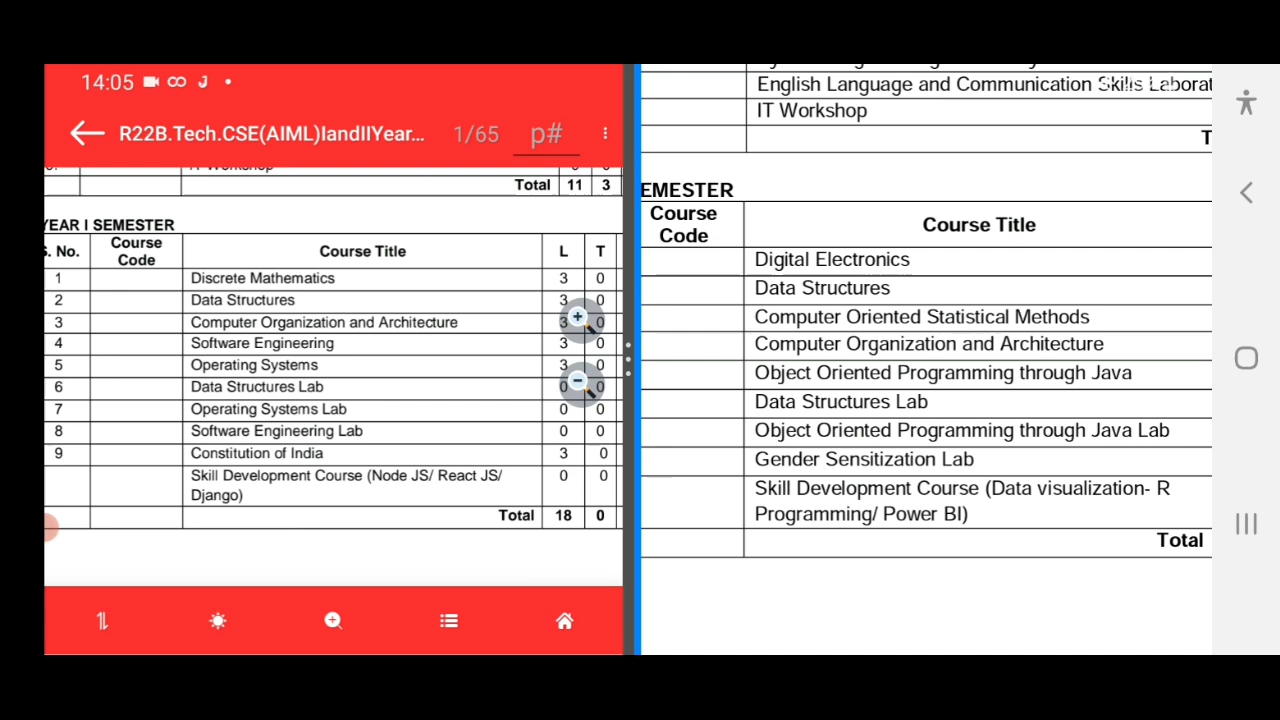 14:05
R22B.Tech.CSE(AIML)IandIIYear... 1/65 p#
Total 11 3
YEAR I SEMESTER
S. No. Course Code Course Title L T
1 Discrete Mathematics 3 0
2 Data Structures 3 0
3 Computer Organization and Architecture 3 0
4 Software Engineering 3 0
5 Operating Systems 3 0
6 Data Structures Lab 0 0
7 Operating Systems Lab 0 0
8 Software Engineering Lab 0 0
9 Constitution of India 3 0
Skill Development Course (Node JS/ React JS/ 0 0
Django)
Total 18 0
English Language and Communication Skills Laborat
IT Workshop
T
EMESTER
Course Code Course Title
Digital Electronics
Data Structures
Computer Oriented Statistical Methods
Computer Organization and Architecture
Object Oriented Programming through Java
Data Structures Lab
Object Oriented Programming through Java Lab
Gender Sensitization Lab
Skill Development Course (Data visualization- R
Programming/ Power BI)
Total